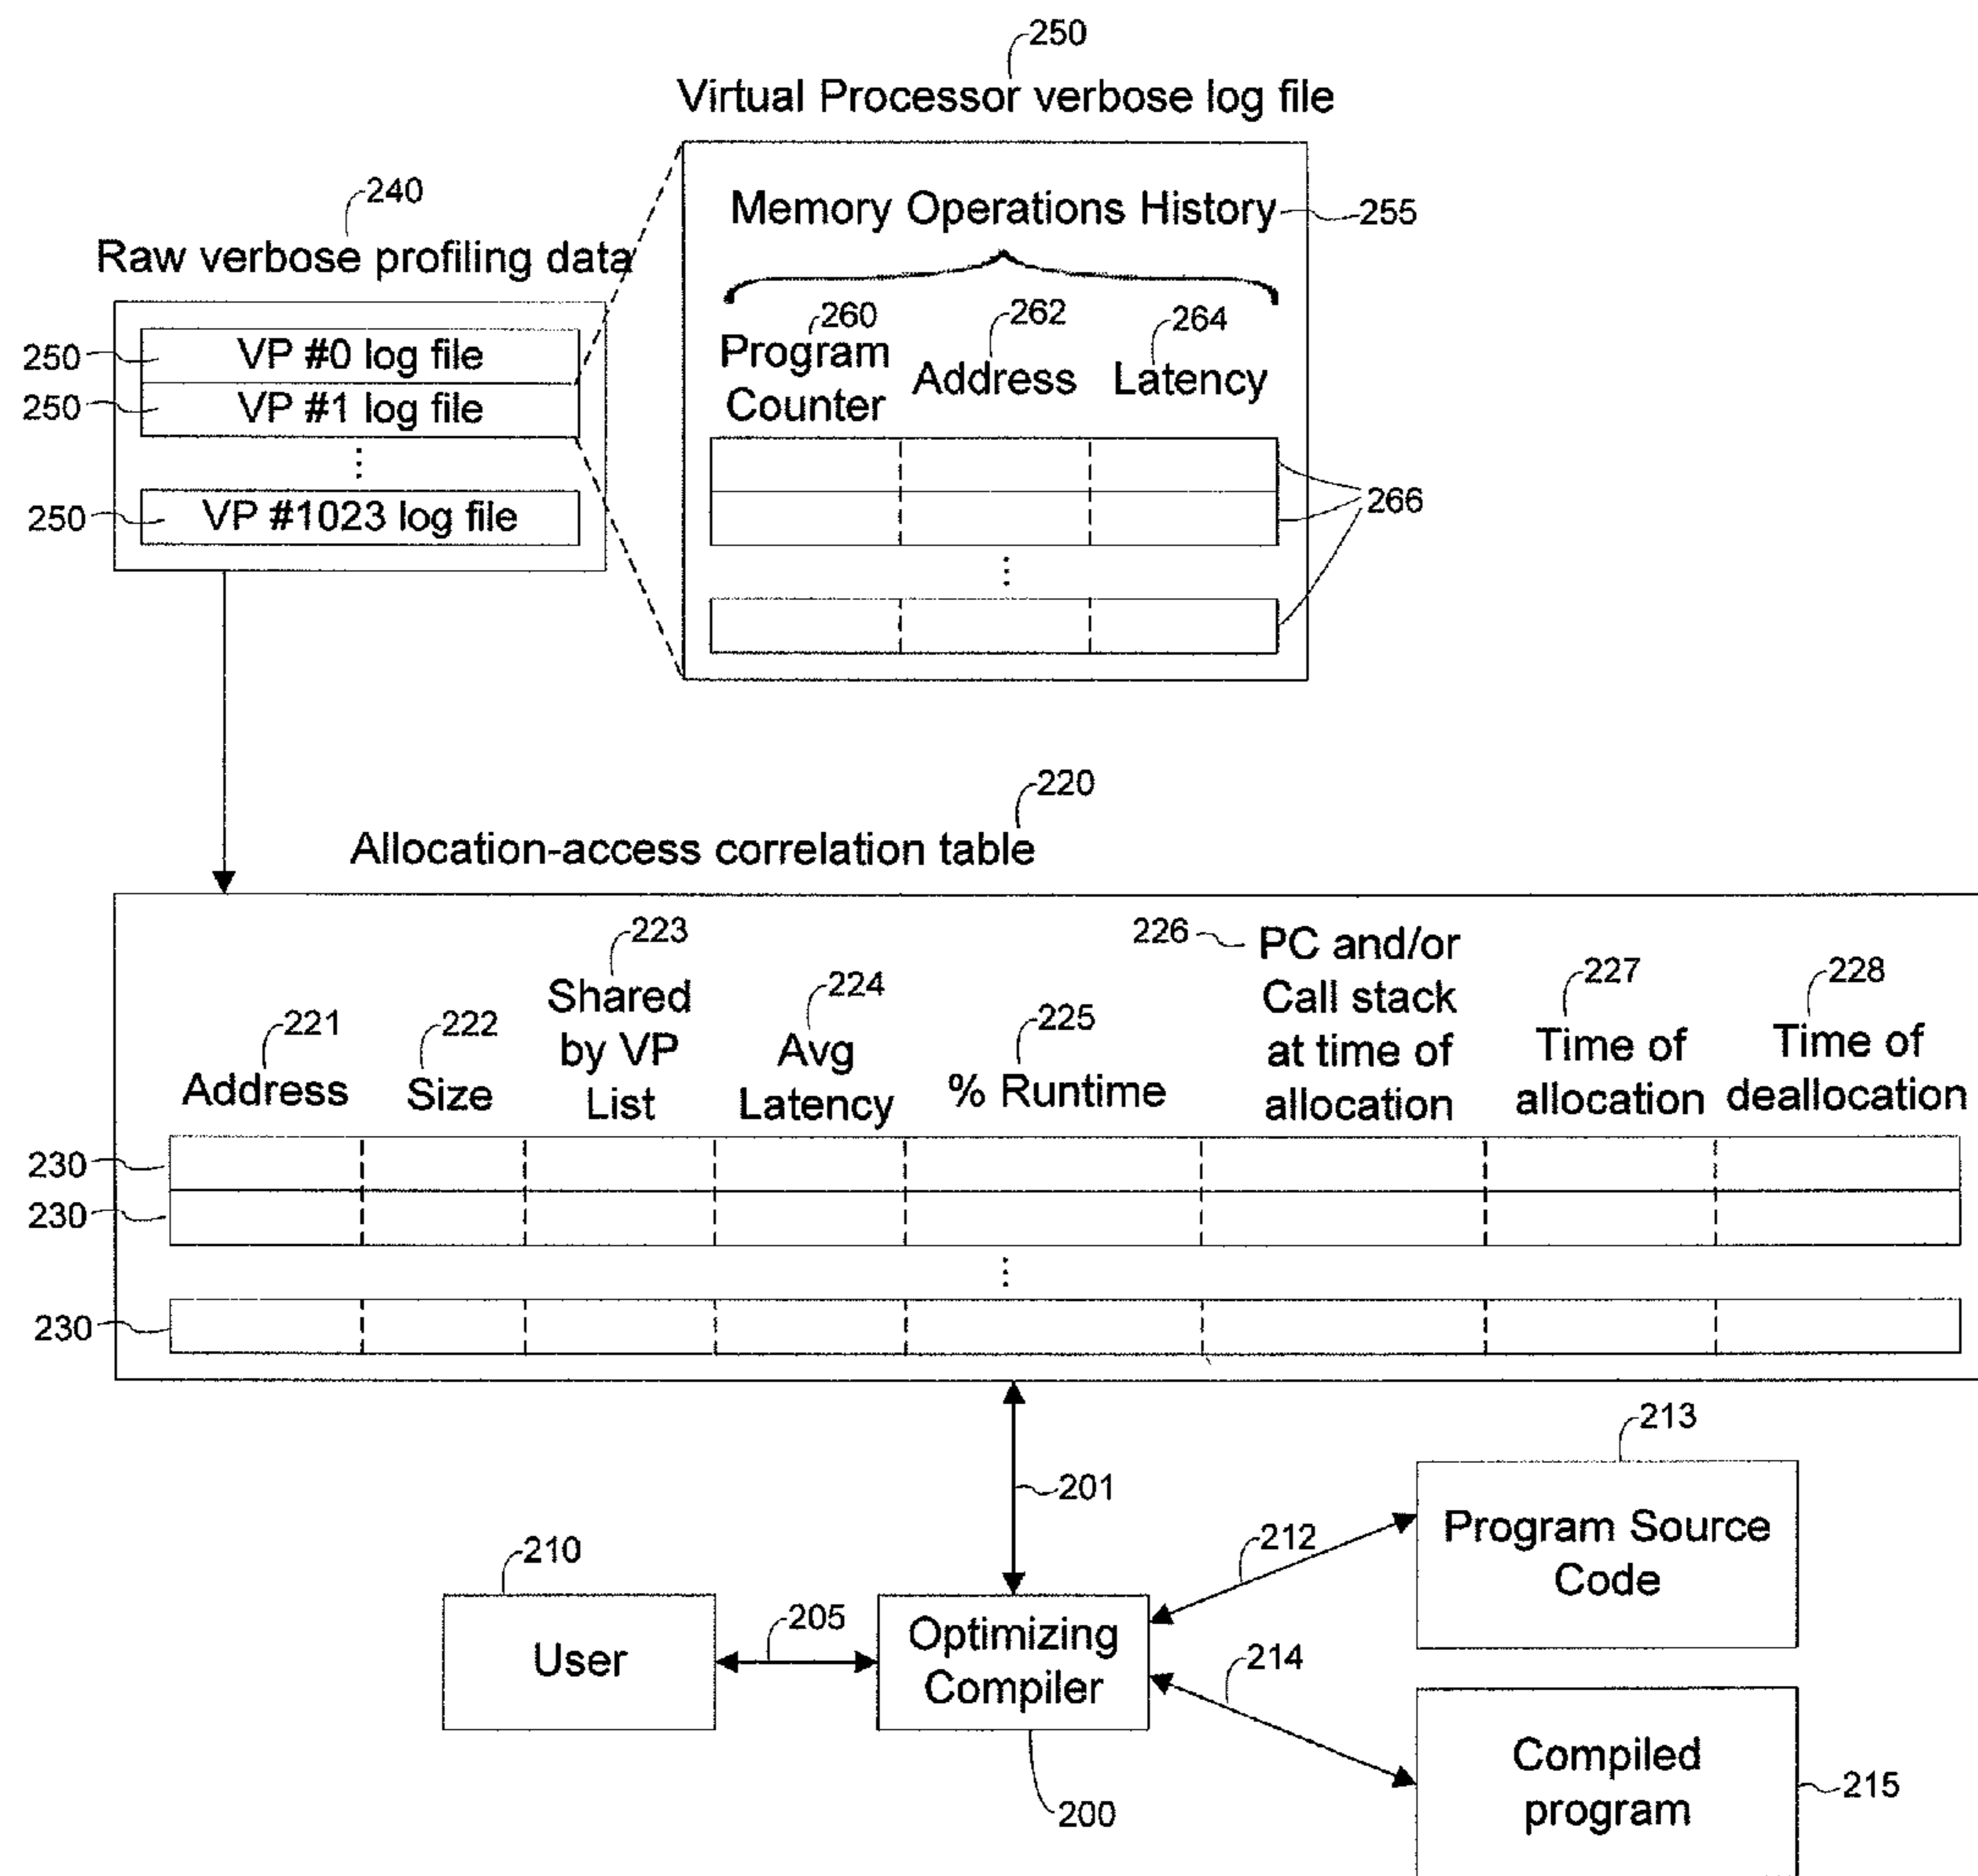 250
Virtual Processor verbose log file
240
Raw verbose profiling data
Memory Operations History 255
250 VP #0 log file
250 VP #1 log file
250 VP #1023 log file
260
Program
Counter
262
Address
264
Latency
266
220
Allocation-access correlation table
221
Address
222
Size
223
Shared
by VP
List
224
Avg
Latency
225
% Runtime
226 PC and/or
Call stack
at time of
allocation
227
Time of
allocation
228
Time of
deallocation
230
230
230
201
213
Program Source
Code
212
210
User
205
Optimizing
Compiler
200
214
Compiled
program
215